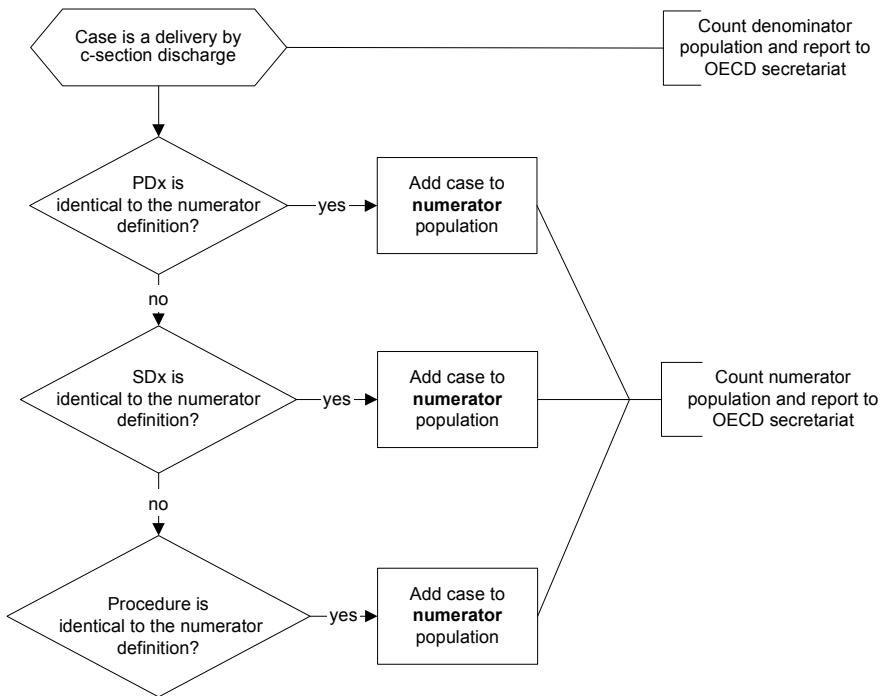 Case is a delivery by
c-section discharge
Count denominator
population and report to
OECD secretariat
PDx is
identical to the numerator
definition?
yes
Add case to
numerator
population
no
SDx is
identical to the numerator
definition?
yes
Add case to
numerator
population
Count numerator
population and report to
OECD secretariat
no
Procedure is
identical to the numerator
definition?
yes
Add case to
numerator
population